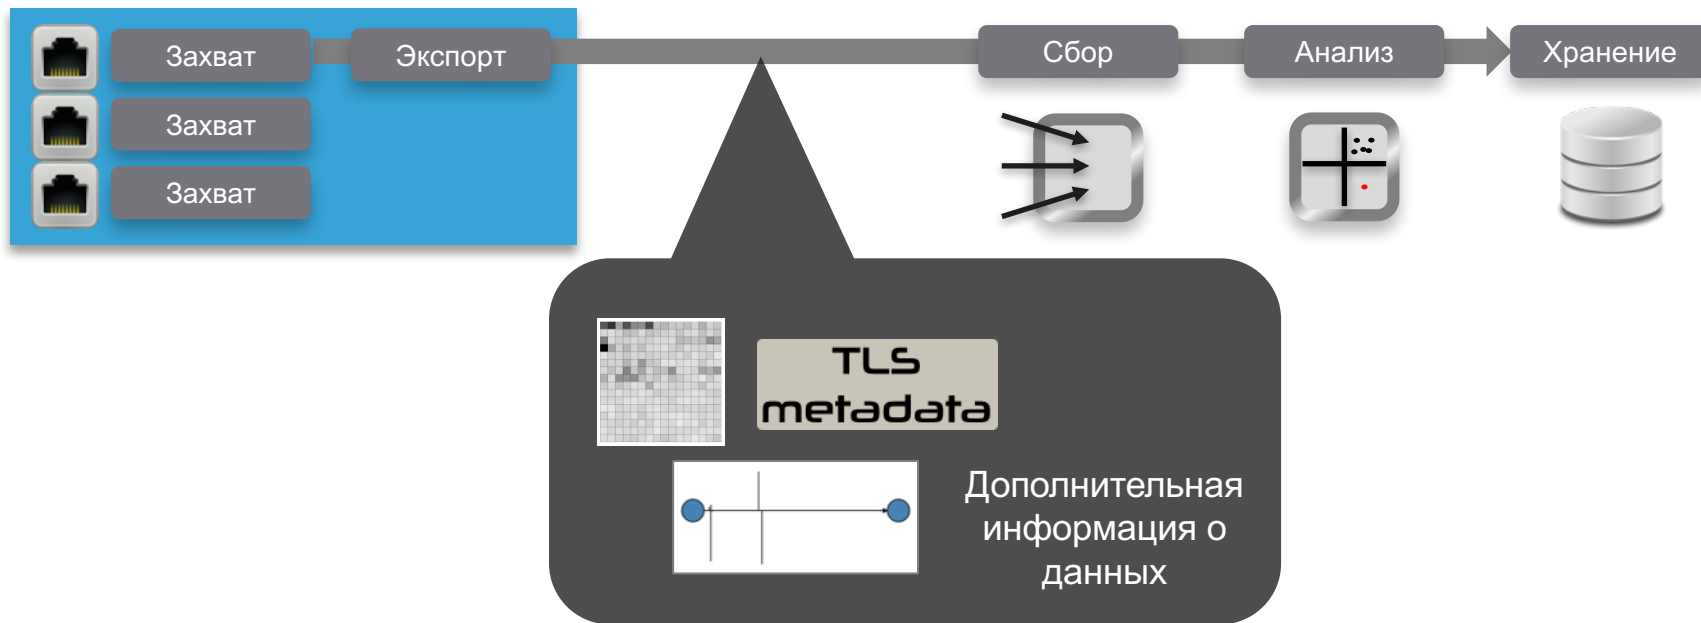 Захват
Экспорт
Сбор
Анализ
Хранение
Захват
Захват
TLS
metadata
Дополнительная
информация о
данных